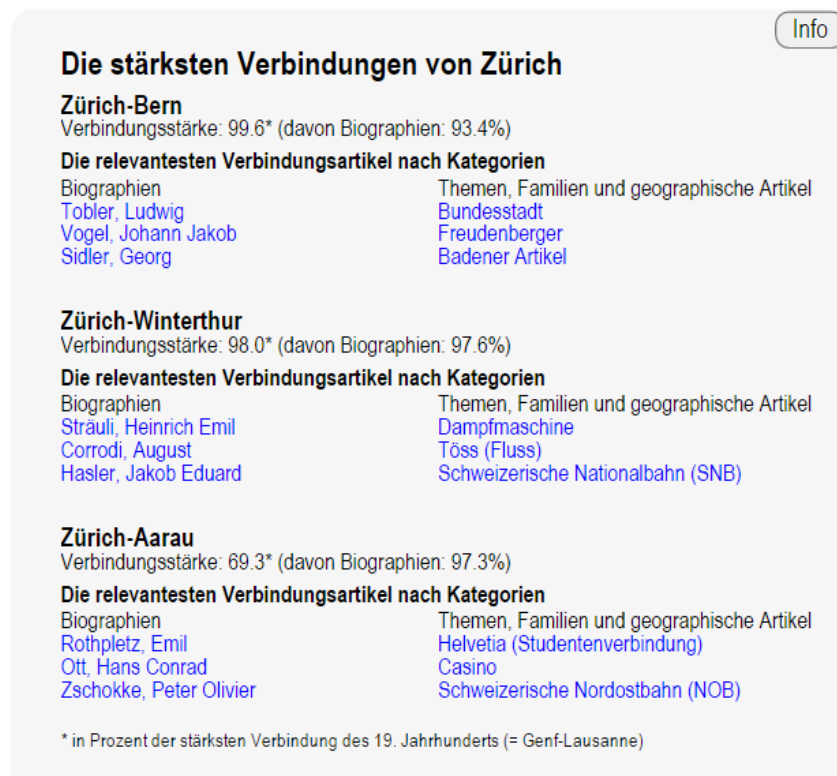 Info
Die stärksten Verbindungen von Zürich
Zürich-Bern
Verbindungsstärke: 99.6* (davon Biographien: 93.4%)
Die relevantesten Verbindungsartikel nach Kategorien
Biographien Themen, Familien und geographische Artikel
Tobler, Ludwig Bundesstadt
Vogel, Johann Jakob Freudenberger
Sidler, Georg Badener Artikel
Zürich-Winterthur
Verbindungsstärke: 98.0* (davon Biographien: 97.6%)
Die relevantesten Verbindungsartikel nach Kategorien
Biographien Themen, Familien und geographische Artikel
Sträuli, Heinrich Emil Dampfmaschine
Corrodi, August Töss (Fluss)
Hasler, Jakob Eduard Schweizerische Nationalbahn (SNB)
Zürich-Aarau
Verbindungsstärke: 69.3* (davon Biographien: 97.3%)
Die relevantesten Verbindungsartikel nach Kategorien
Biographien Themen, Familien und geographische Artikel
Rothpletz, Emil Helvetia (Studentenverbindung)
Ott, Hans Conrad Casino
Zschokke, Peter Olivier Schweizerische Nordostbahn (NOB)
* in Prozent der stärksten Verbindung des 19. Jahrhunderts (= Genf-Lausanne)